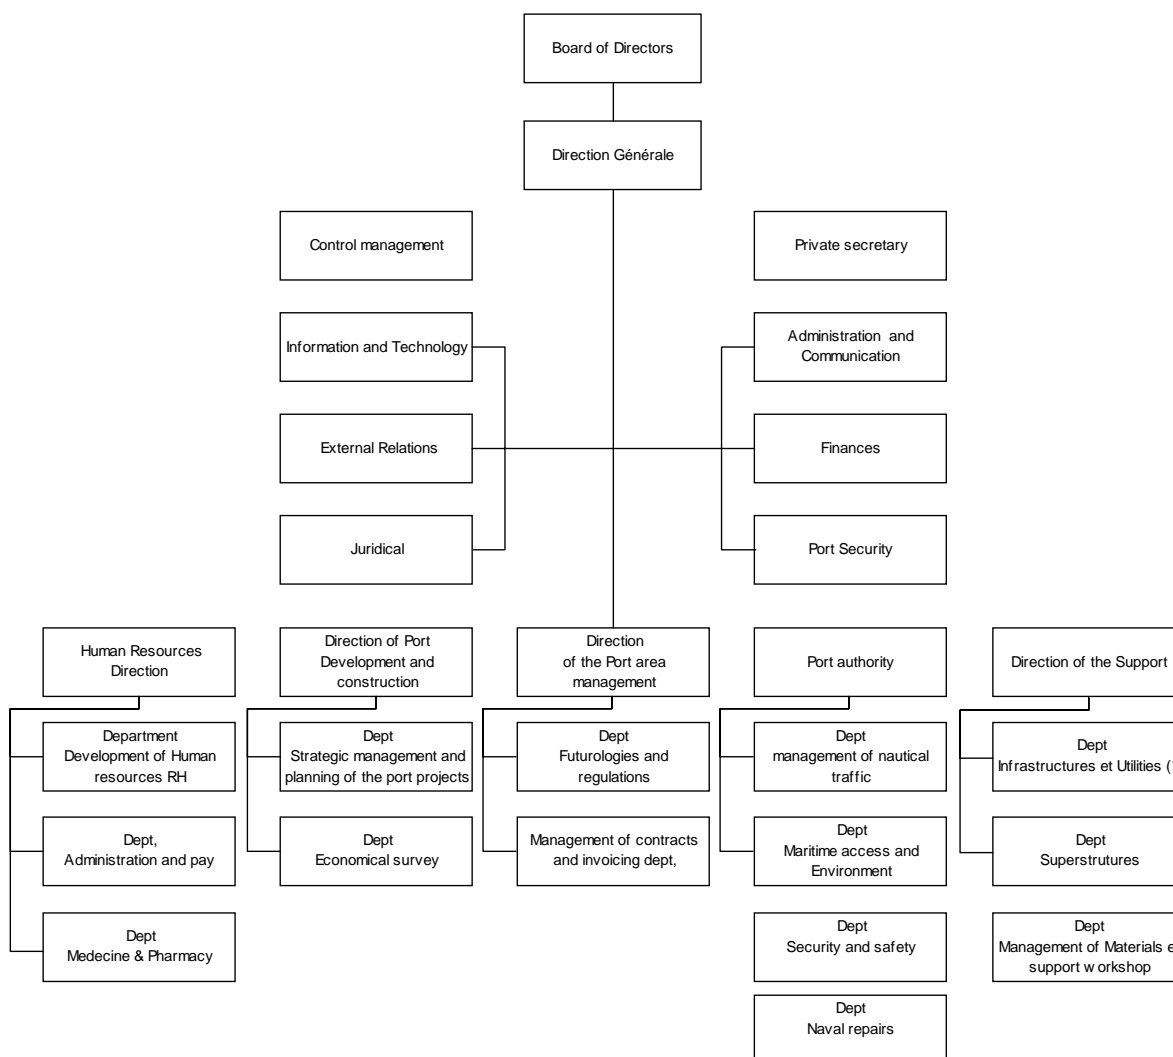 Board of Directors
Direction Générale
Control management
Private secretary
Information and Technology
Administration and
Communication
External Relations
Finances
Juridical
Port Security
Human Resources
Direction
Direction of Port
Development and
construction
Direction
of the Port area
management
Port authority
Direction of the Support
Department
Development of Human
resources RH
Dept
Strategic management and
planning of the port projects
Dept
Futurologies and
regulations
Dept
management of nautical
traffic
Dept
Infrastructures et Utilities (
Dept,
Administration and pay
Dept
Economical survey
Management of contracts
and invoicing dept,
Dept
Maritime access and
Environment
Dept
Superstrutures
Dept
Medecine & Pharmacy
Dept
Security and safety
Dept
Management of Materials e
support workshop
Dept
Naval repairs